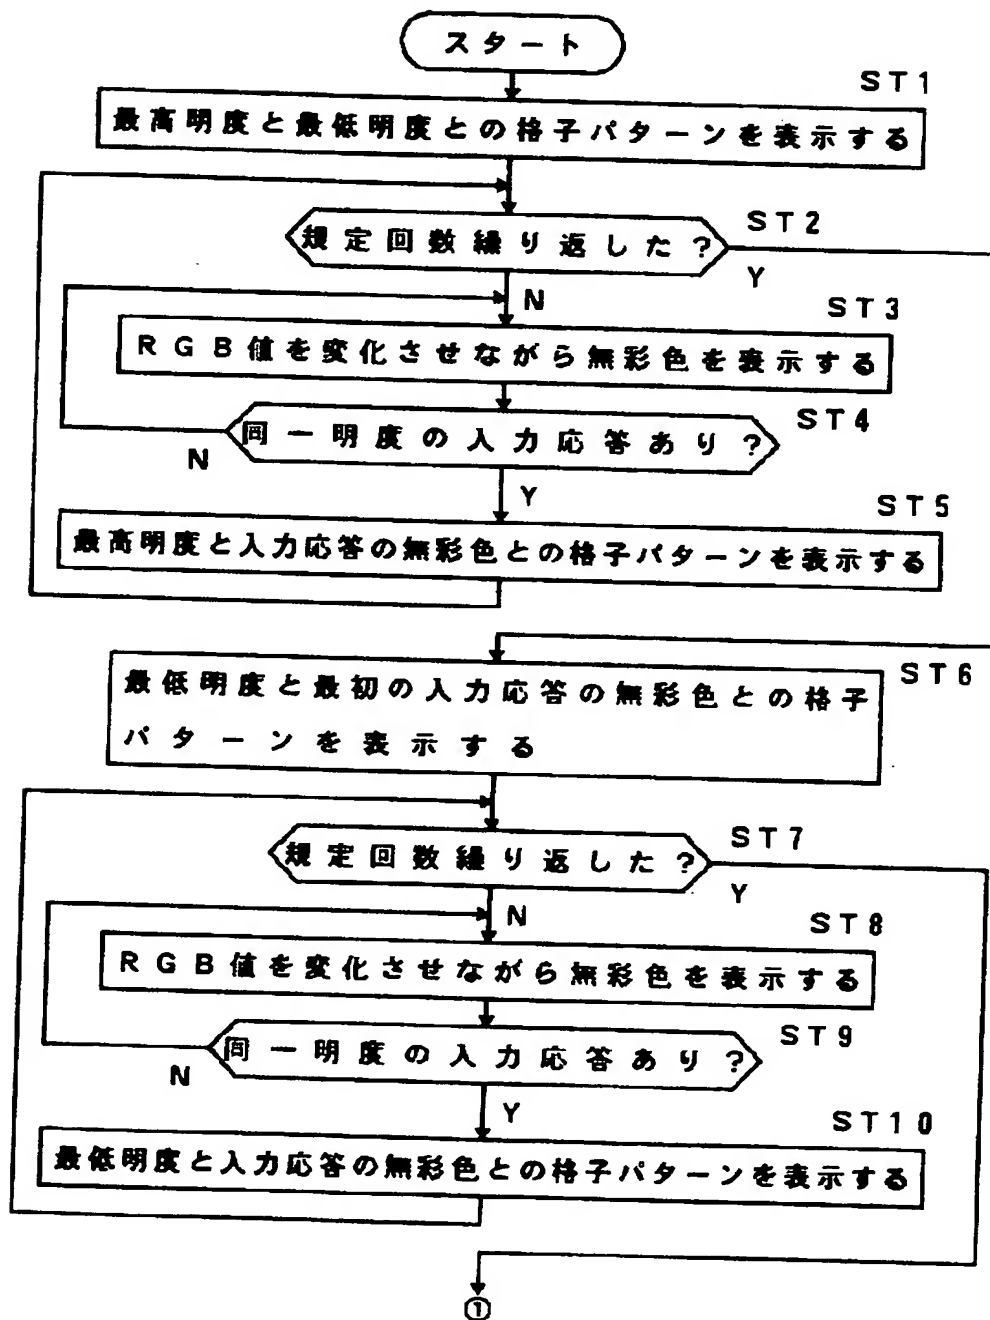 スタート
ST1
最高明度と最低明度との格子パターンを表示する
規定回数繰り返した?
ST2
Y
N
ST3
RGB値を変化させながら無彩色を表示する
同一明度の入力応答あり?
ST4
N
Y
ST5
最高明度と入力応答の無彩色との格子パターンを表示する
ST6
最低明度と最初の入力応答の無彩色との格子
パターンを表示する
規定回数繰り返した?
ST7
Y
N
ST8
RGB値を変化させながら無彩色を表示する
同一明度の入力応答あり?
ST9
N
Y
ST10
最低明度と入力応答の無彩色との格子パターンを表示する
①